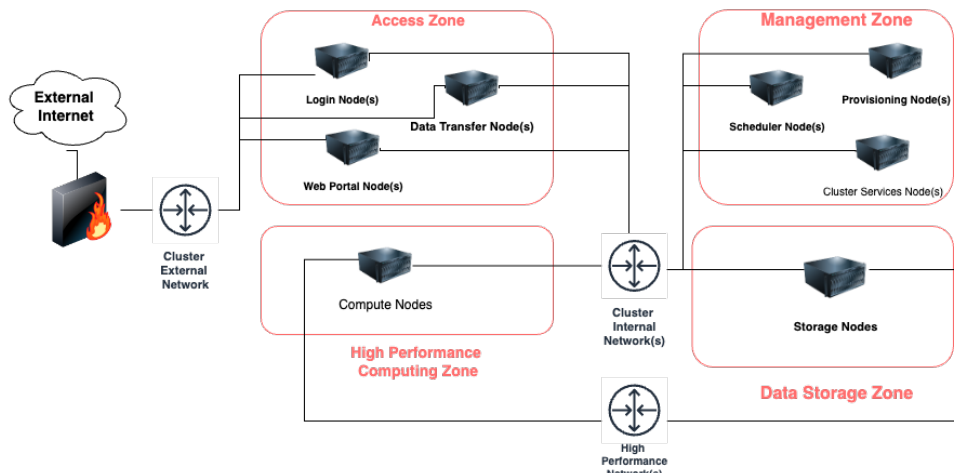 Access Zone
Management Zone
External
Internet
Login Node(s)
Data Transfer Node(s)
Web Portal Node(s)
Provisioning Node(s)
Scheduler Node(s)
Cluster Services Node(s)
Cluster
External
Network
Compute Nodes
Cluster
Internal
Network(s)
Storage Nodes
High Performance
Computing Zone
Data Storage Zone
High
Performance
Network(s)